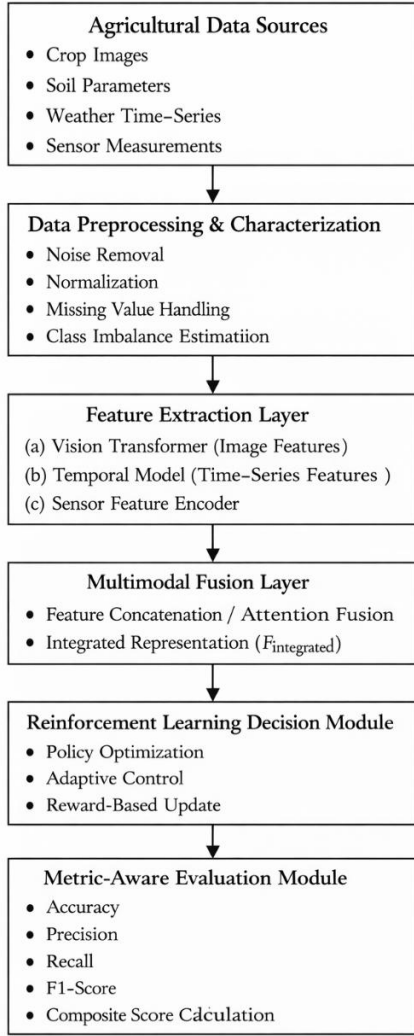 Agricultural Data Sources
• Crop Images
• Soil Parameters
• Weather Time-Series
• Sensor Measurements
Data Preprocessing & Characterization
• Noise Removal
• Normalization
• Missing Value Handling
• Class Imbalance Estimatiion
Feature Extraction Layer
(a) Vision Transformer (Image Features)
(b) Temporal Model (Time-Series Features )
(c) Sensor Feature Encoder
Multimodal Fusion Layer
• Feature Concatenation / Attention Fusion
• Integrated Representation (Fintegrated)
Reinforcement Learning Decision Module
• Policy Optimization
• Adaptive Control
• Reward-Based Update
Metric-Aware Evaluation Module
• Accuracy
• Precision
• Recall
• F1-Score
• Composite Score Calculation